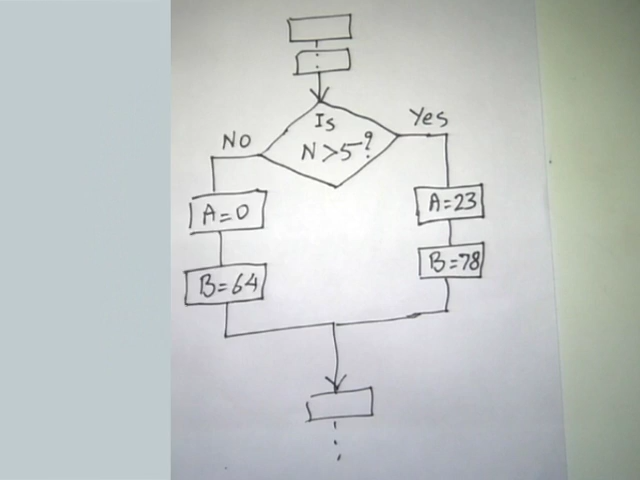 Is
N>5?
NO
Yes
A=0
B=64
A=23
B=78